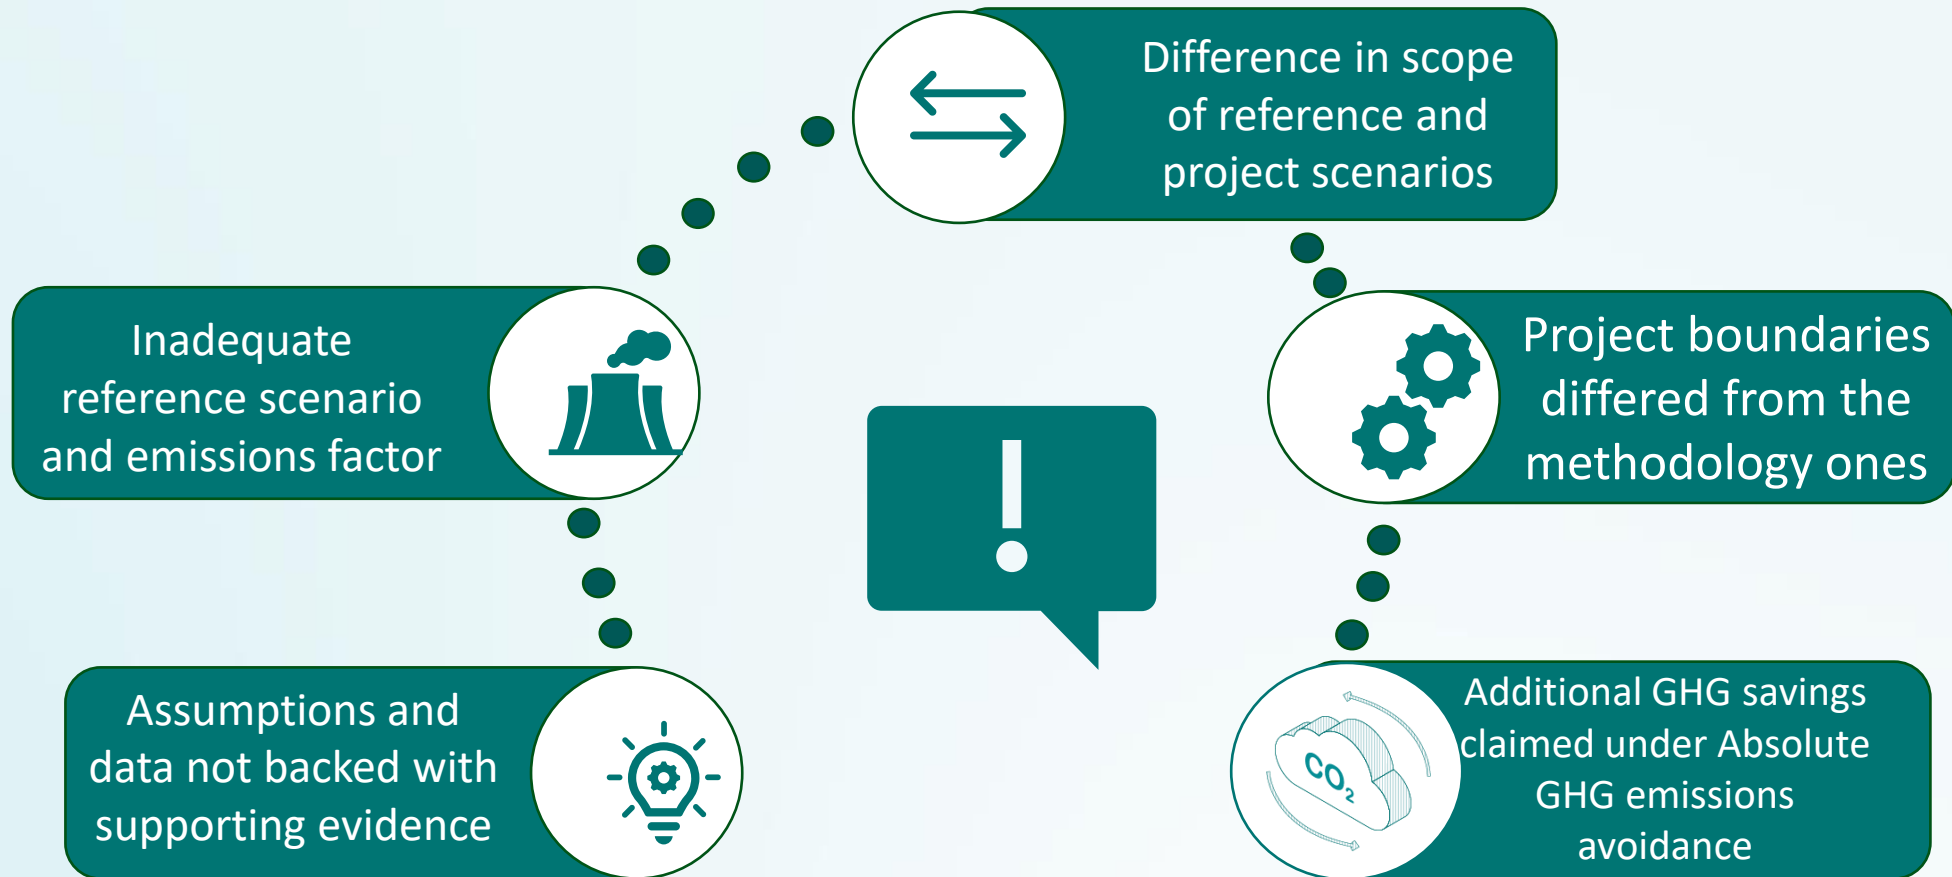 Difference in scope
of reference and
project scenarios
Inadequate
reference scenario
and emissions factor
Project boundaries
differed from the
methodology ones
!
Assumptions and
data not backed with
supporting evidence
Additional GHG savings
claimed under Absolute
GHG emissions
avoidance
CO₂